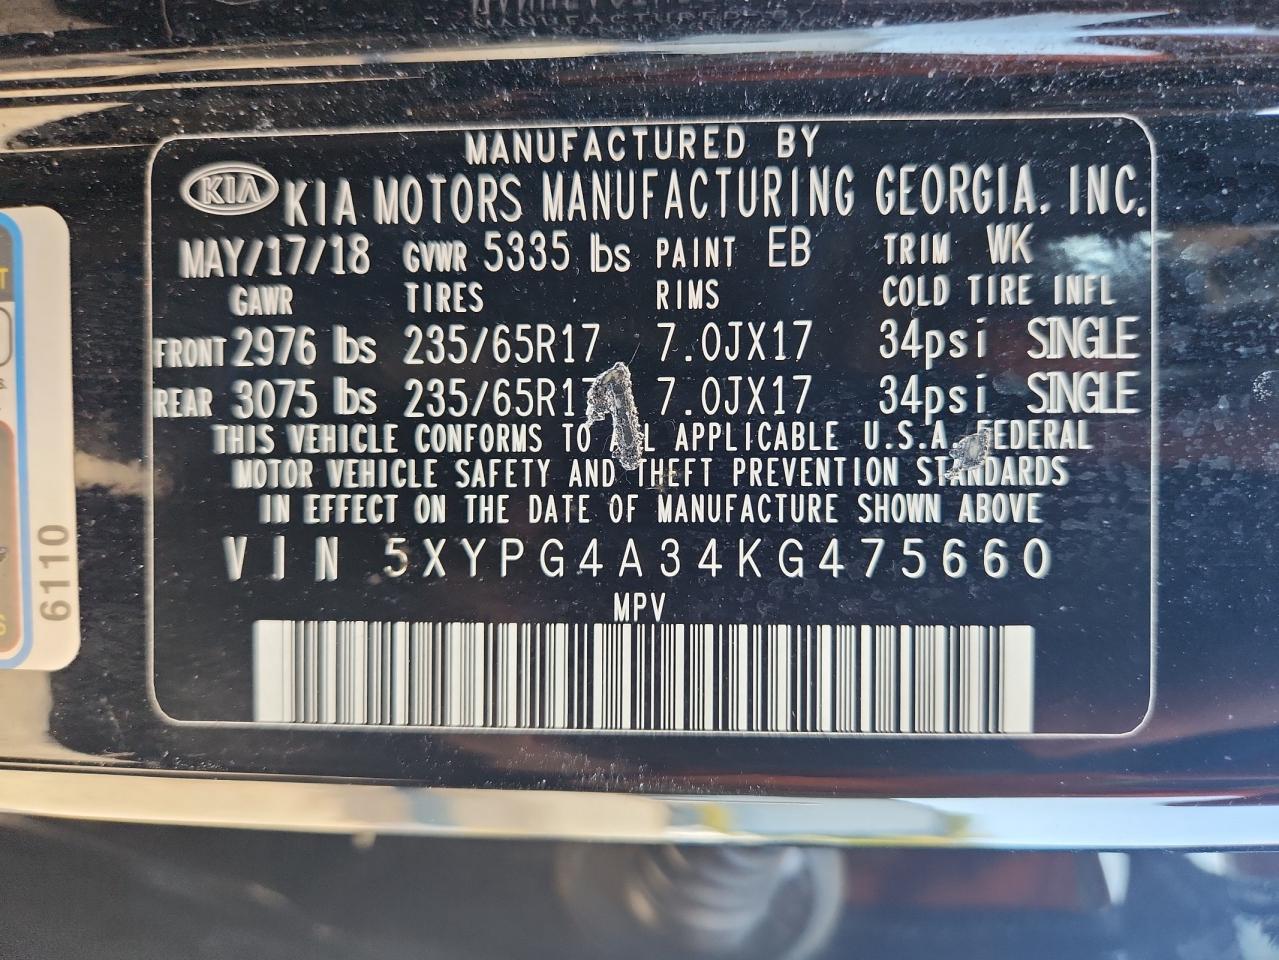 MANUFACTURED BY
KIA KIA MOTORS MANUFACTURING GEORGIA, INC.
MAY/17/18 GVWR 5335 lbs PAINT EB TRIM WK
GAWR TIRES RIMS COLD TIRE INFL
FRONT 2976 lbs 235/65R17 7.0JX17 34psi SINGLE
REAR 3075 lbs 235/65R17 7.0JX17 34psi SINGLE
THIS VEHICLE CONFORMS TO ALL APPLICABLE U.S.A. FEDERAL
MOTOR VEHICLE SAFETY AND THEFT PREVENTION STANDARDS
IN EFFECT ON THE DATE OF MANUFACTURE SHOWN ABOVE
VIN 5XYPG4A34KG475660
MPV
6110